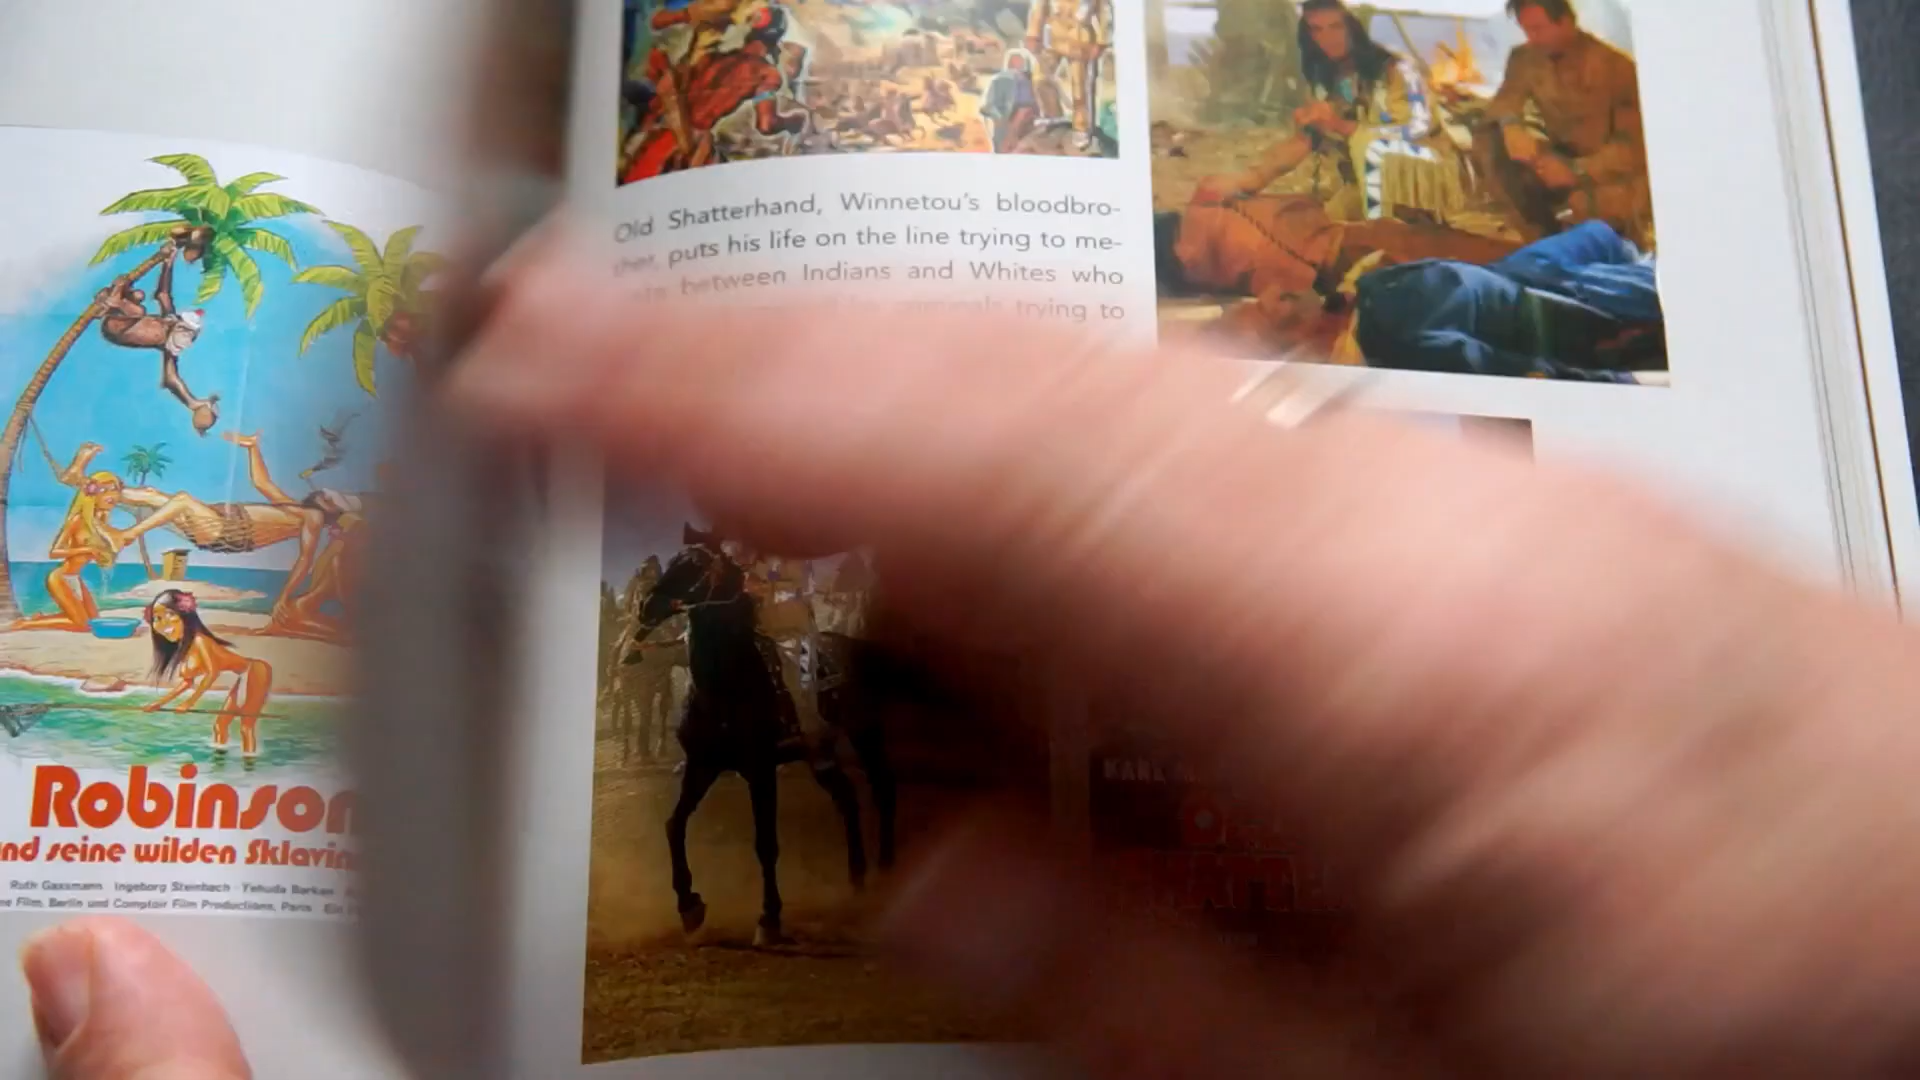 Robinson
nd seine wilden Sklavin
Ruth Gassmann Ingeborg Steinbach - Yehuda Barkan
ne Film, Berlin und Comptoir Film Productions, Paris Ein
Old Shatterhand, Winnetou's bloodbro-
ther, puts his life on the line trying to me-
between Indians and Whites who
trying to